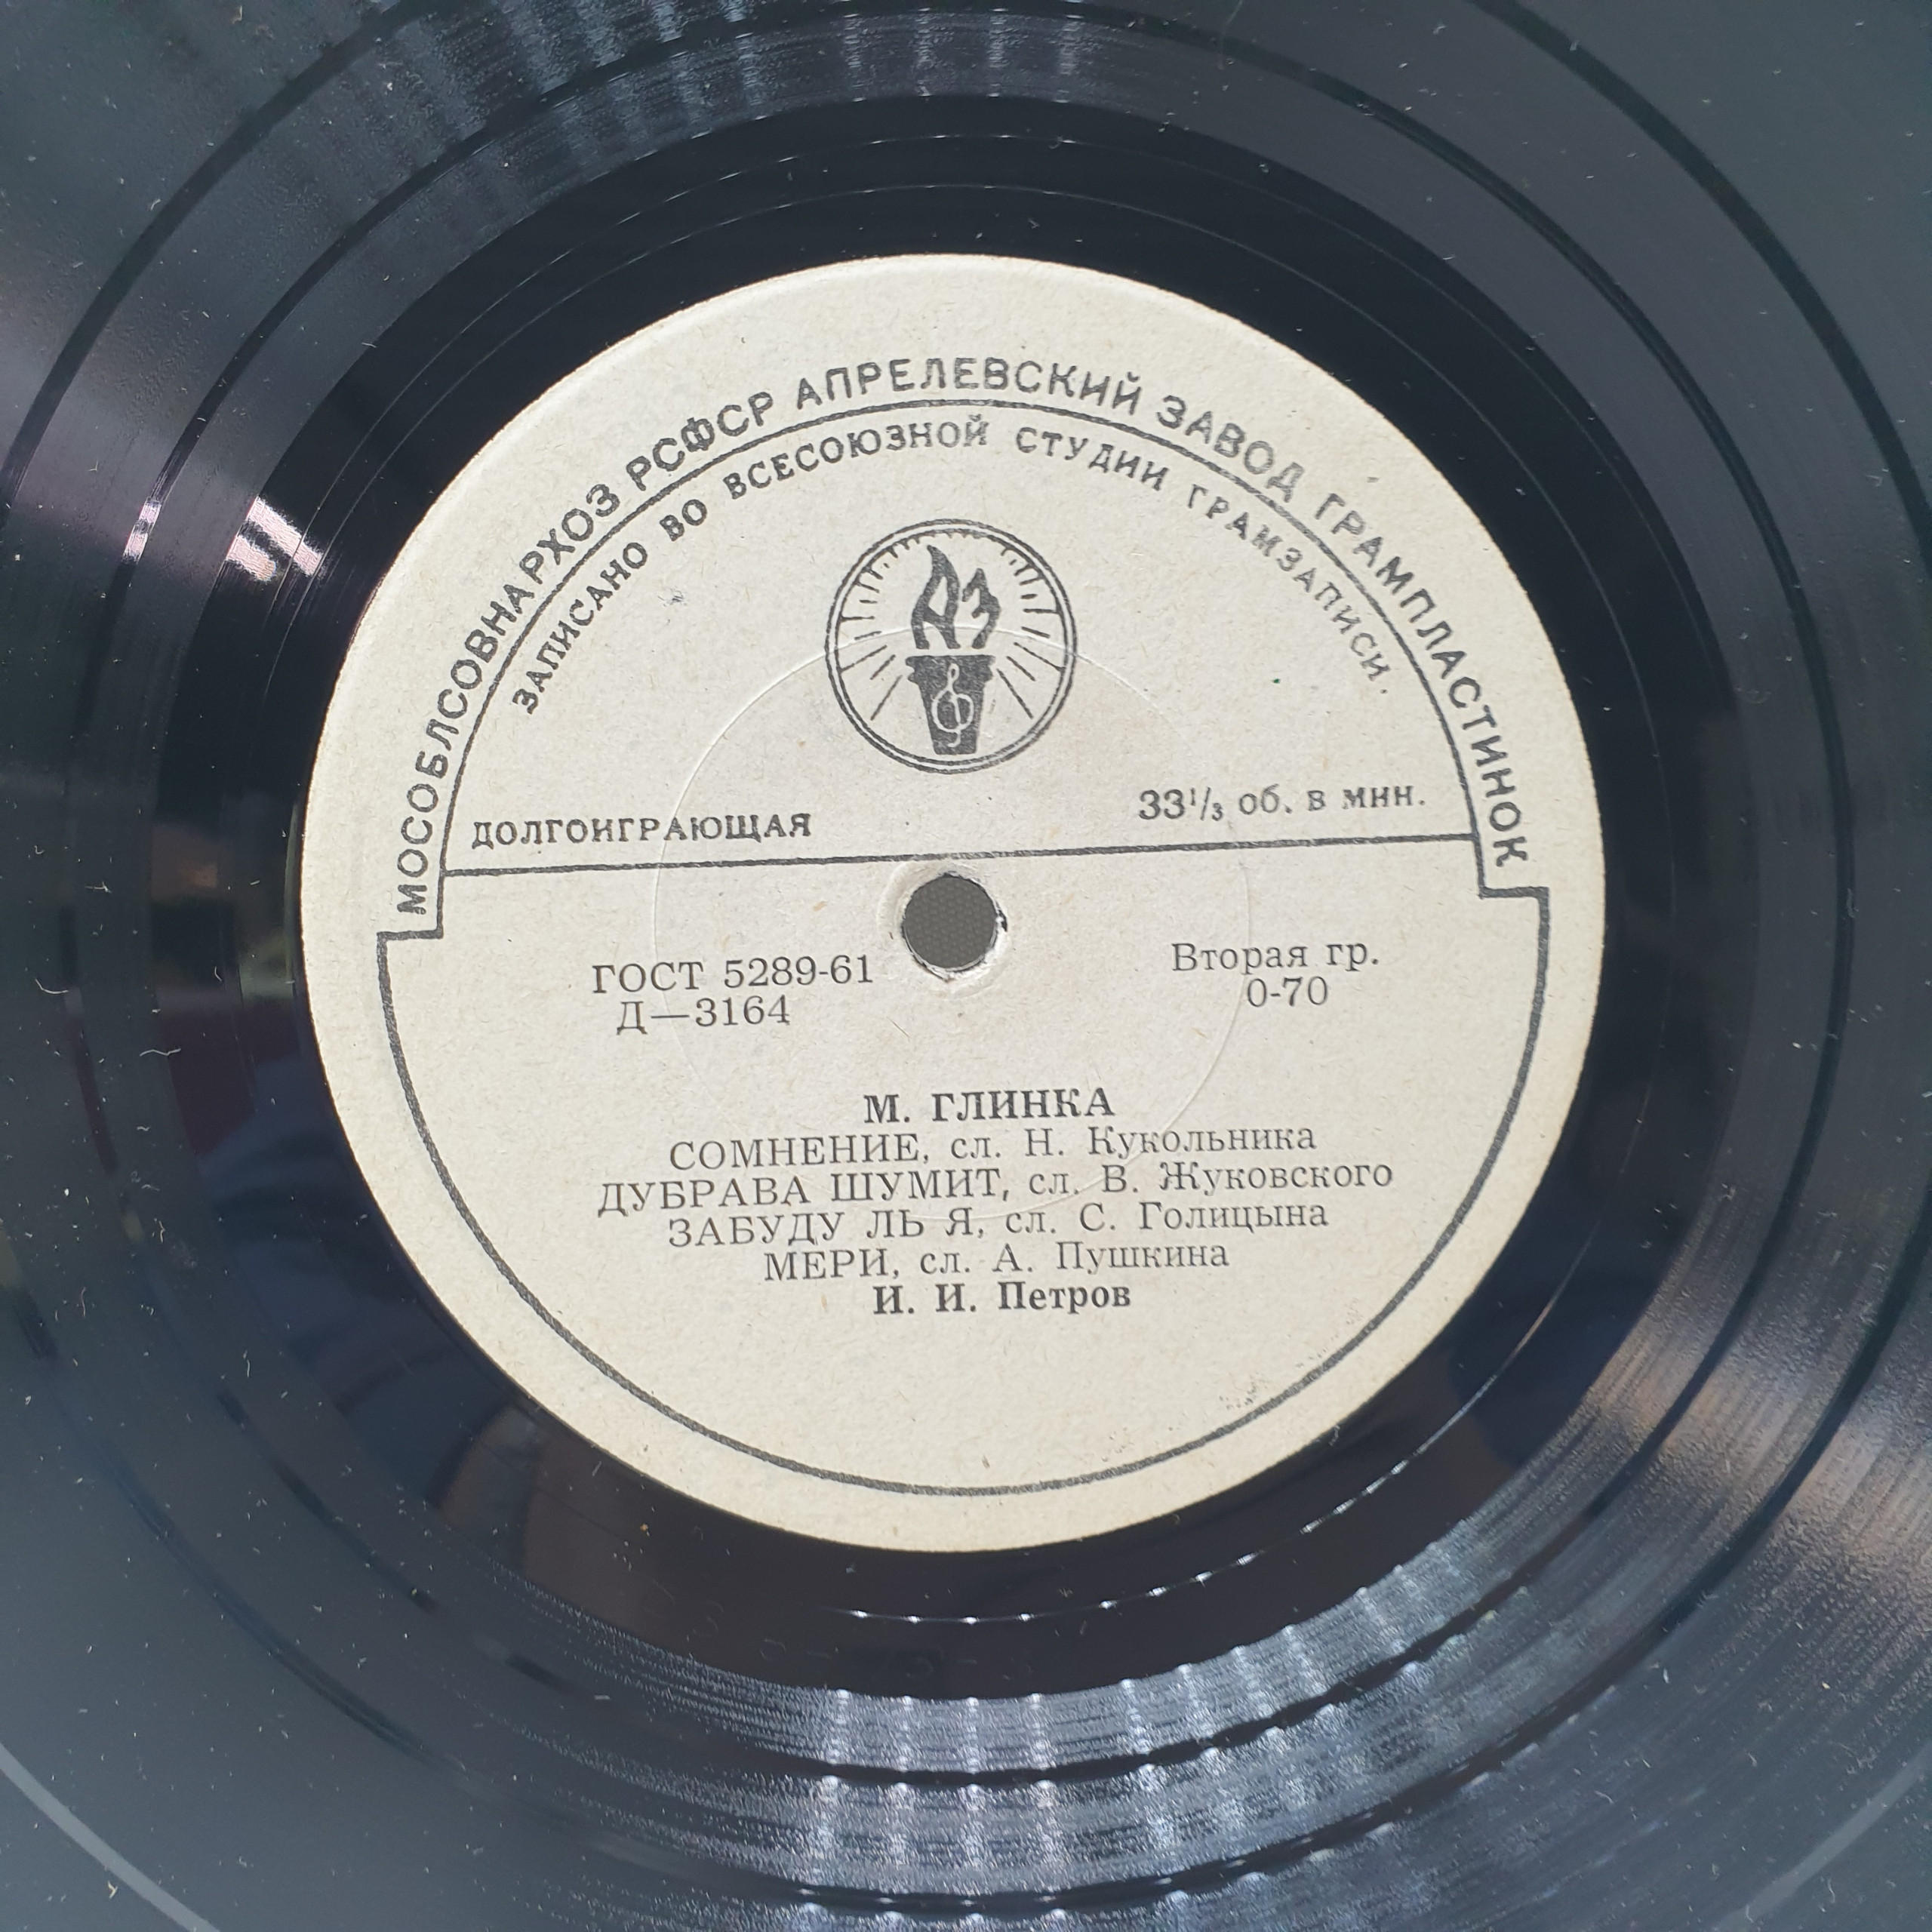 МОСОБЛСОВНАРХОЗ РСФСР АПРЕЛЕВСКИЙ ЗАВОД ГРАМПЛАСТИНОК
ЗАПИСАНО ВО ВСЕСОЮЗНОЙ СТУДИИ ГРАМЗАПИСИ.
АЗ
ДОЛГОИГРАЮЩАЯ 33⅓ об. в мин.
ГОСТ 5289-61 Вторая гр.
Д—3164 0-70
М. ГЛИНКА
СОМНЕНИЕ, сл. Н. Кукольника
ДУБРАВА ШУМИТ, сл. В. Жуковского
ЗАБУДУ ЛЬ Я, сл. С. Голицына
МЕРИ, сл. А. Пушкина
И. И. Петров